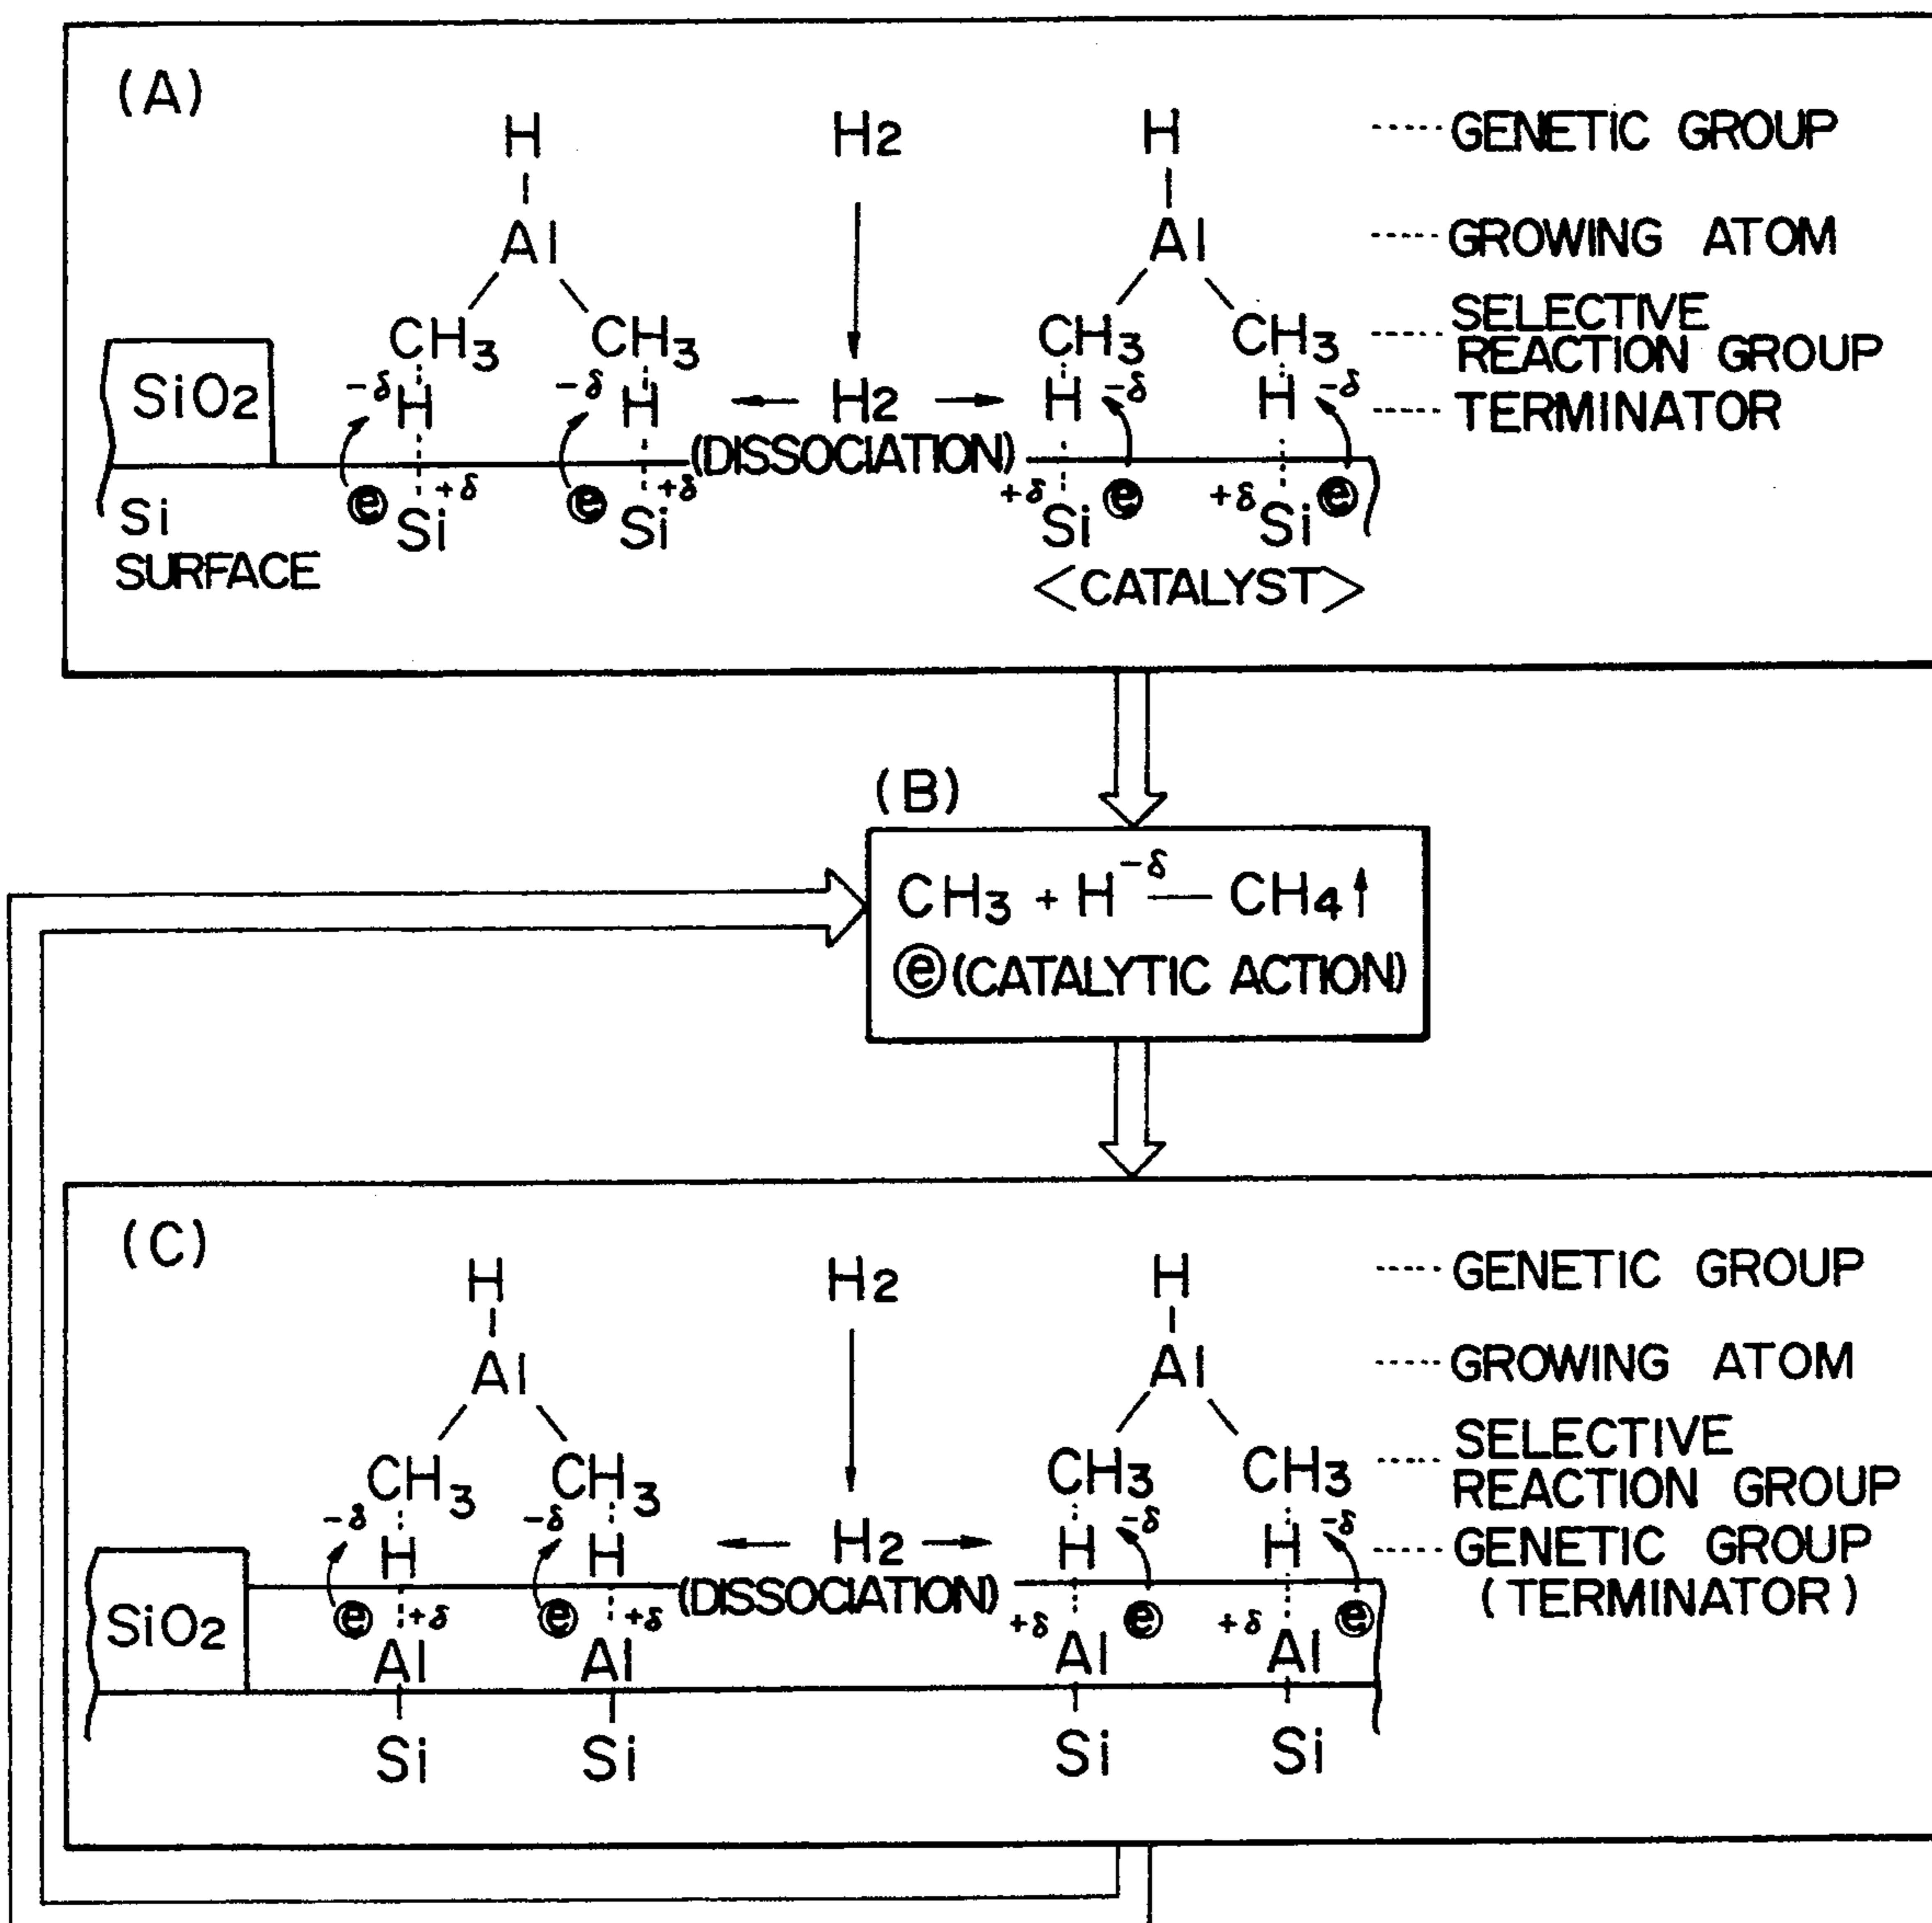 (A)
H H2 H ----- GENETIC GROUP
Al Al ----- GROWING ATOM
CH3 CH3 CH3 CH3 ----- SELECTIVE
REACTION GROUP
SiO2 -δ H -δ H H2 H -δ H -δ ----- TERMINATOR
(DISSOCIATION)
Si e Si +δ e Si +δ +δ Si e +δ Si e
SURFACE
<CATALYST>
(B)
CH3 + H-δ — CH4↑
e (CATALYTIC ACTION)
(C)
H H2 H ----- GENETIC GROUP
Al Al ----- GROWING ATOM
CH3 CH3 CH3 CH3 ----- SELECTIVE
REACTION GROUP
-δ H -δ H H2 H -δ H -δ ----- GENETIC GROUP
(DISSOCIATION) (TERMINATOR)
SiO2 e +δ e +δ +δ e +δ e
Al Al Al Al
Si Si Si Si